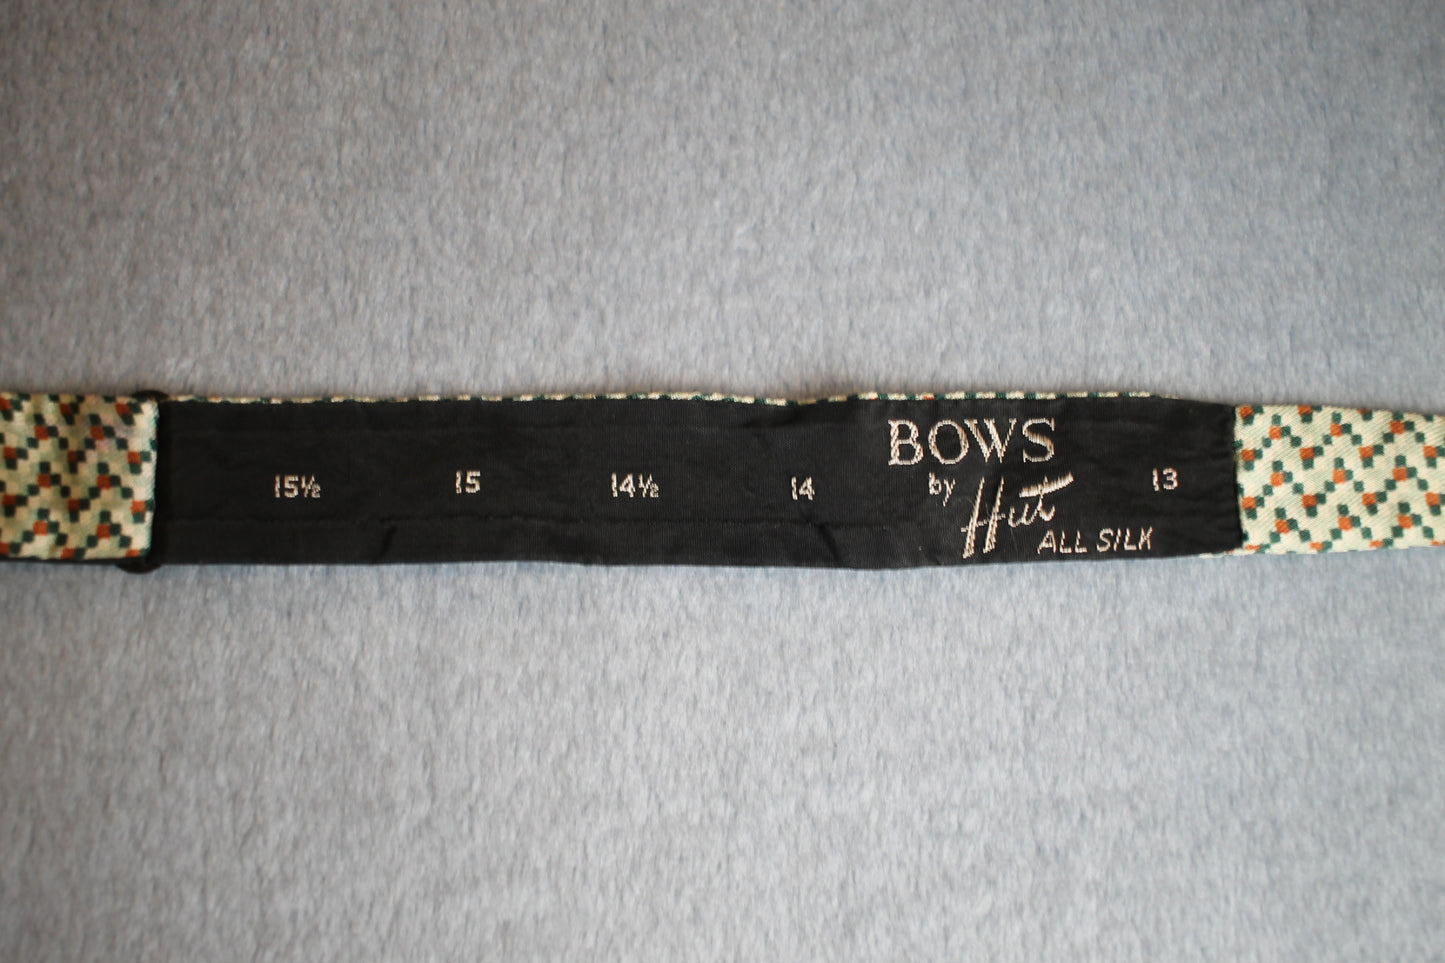 15½ 15 14½ 14 13
BOWS
by Hut
ALL SILK